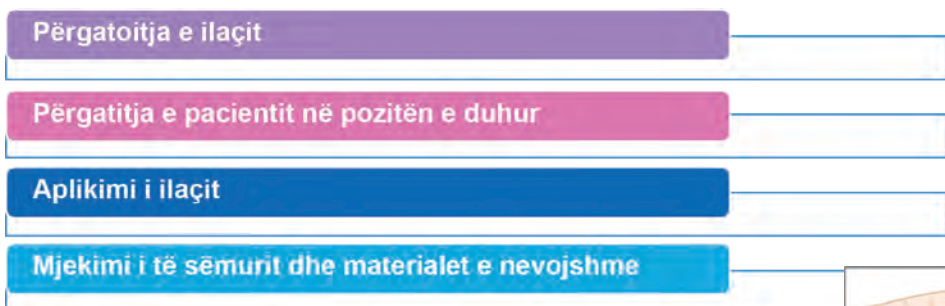 Përgatoitja e ilaçit
Përgatitja e pacientit në pozitën e duhur
Aplikimi i ilaçit
Mjekimi i të sëmurit dhe materialet e nevojshme